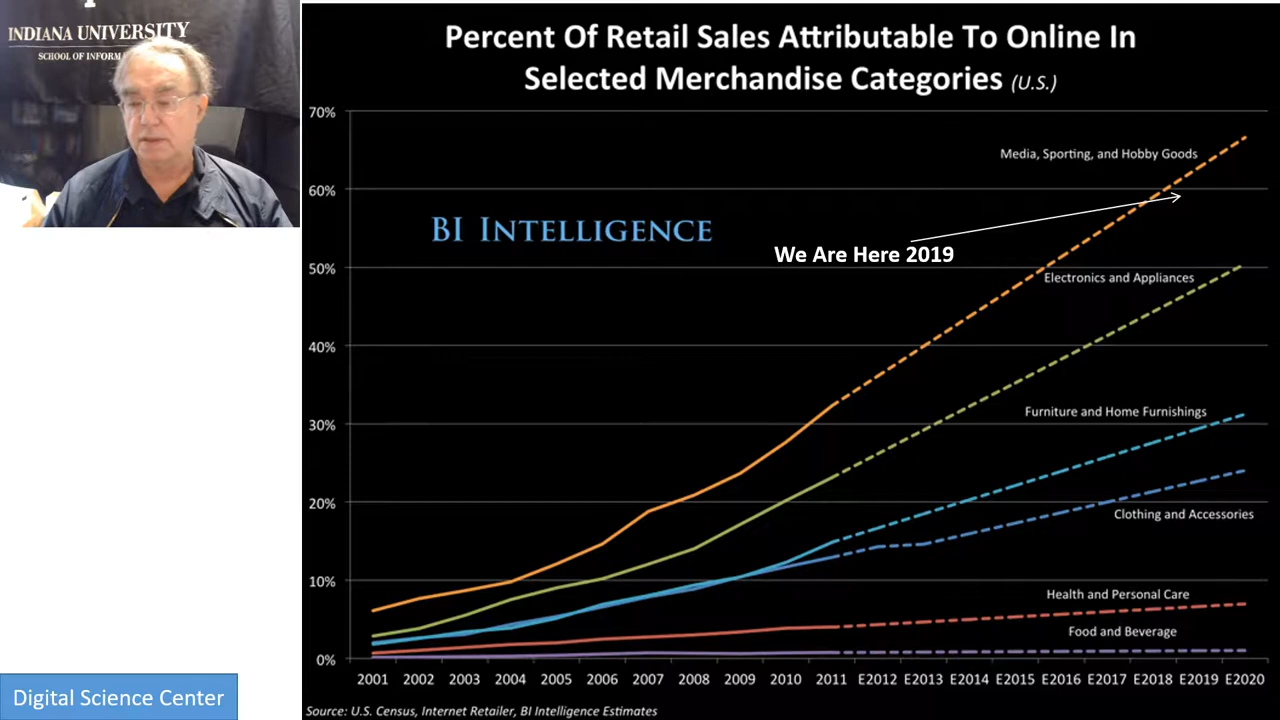 INDIANA UNIVERSITY
SCHOOL OF INFORM
Percent Of Retail Sales Attributable To Online In
Selected Merchandise Categories (U.S.)
70%
60%
50%
40%
30%
20%
10%
0%
Media, Sporting, and Hobby Goods
BI INTELLIGENCE
We Are Here 2019
Electronics and Appliances
Furniture and Home Furnishings
Clothing and Accessories
Health and Personal Care
Food and Beverage
2001 2002 2003 2004 2005 2006 2007 2008 2009 2010 2011 E2012 E2013 E2014 E2015 E2016 E2017 E2018 E2019 E2020
Source: U.S. Census, Internet Retailer, BI Intelligence Estimates
Digital Science Center